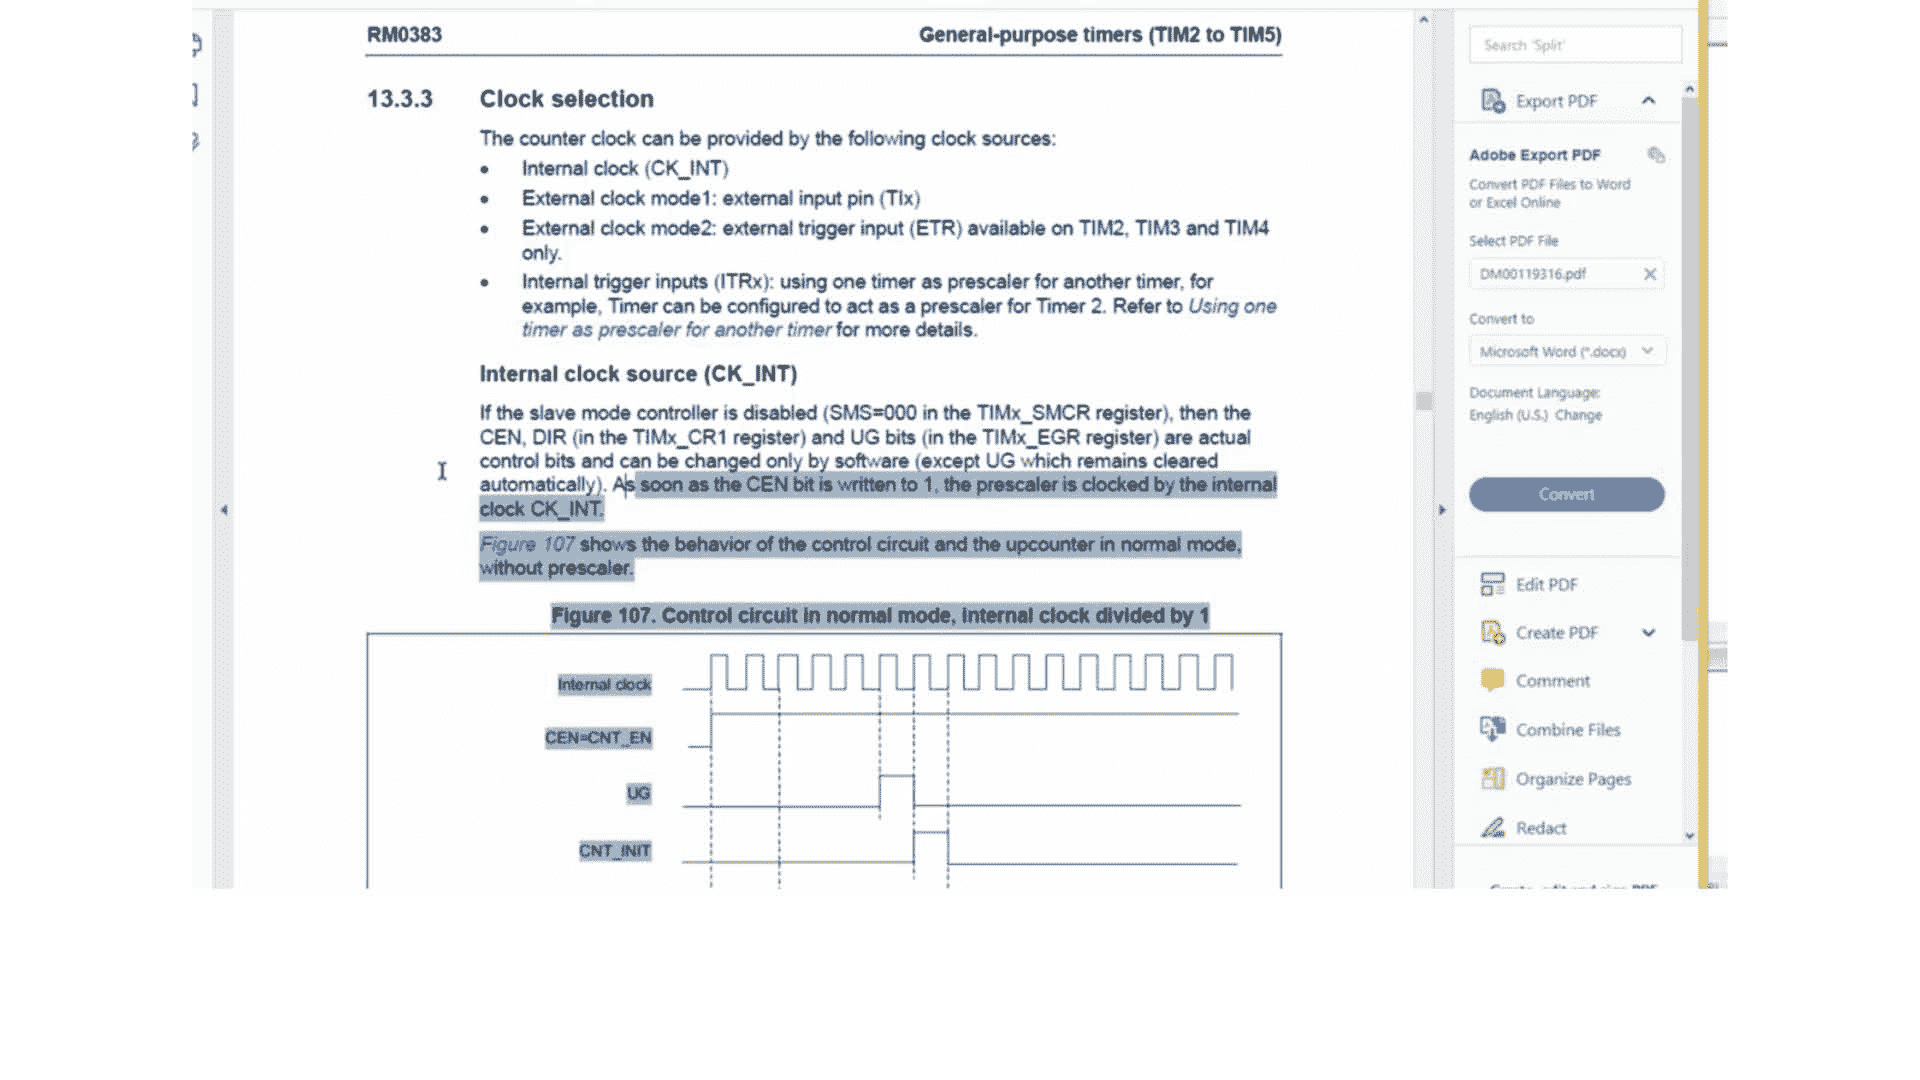 RM0383
General-purpose timers (TIM2 to TIM5)
13.3.3 Clock selection
The counter clock can be provided by the following clock sources:
• Internal clock (CK_INT)
• External clock mode1: external input pin (TIx)
• External clock mode2: external trigger input (ETR) available on TIM2, TIM3 and TIM4
only.
• Internal trigger inputs (ITRx): using one timer as prescaler for another timer, for
example, Timer can be configured to act as a prescaler for Timer 2. Refer to Using one
timer as prescaler for another timer for more details.
Internal clock source (CK_INT)
If the slave mode controller is disabled (SMS=000 in the TIMx_SMCR register), then the
CEN, DIR (in the TIMx_CR1 register) and UG bits (in the TIMx_EGR register) are actual
control bits and can be changed only by software (except UG which remains cleared
automatically). As soon as the CEN bit is written to 1, the prescaler is clocked by the internal
clock CK_INT.
Figure 107 shows the behavior of the control circuit and the upcounter in normal mode,
without prescaler.
Figure 107. Control circuit in normal mode, internal clock divided by 1
Internal clock
CEN=CNT_EN
UG
CNT_INIT
Search 'Split'
Export PDF
Adobe Export PDF
Convert PDF Files to Word
or Excel Online
Select PDF File
DM00119316.pdf
Convert to
Microsoft Word (*.docx)
Document Language:
English (U.S.) Change
Convert
Edit PDF
Create PDF
Comment
Combine Files
Organize Pages
Redact